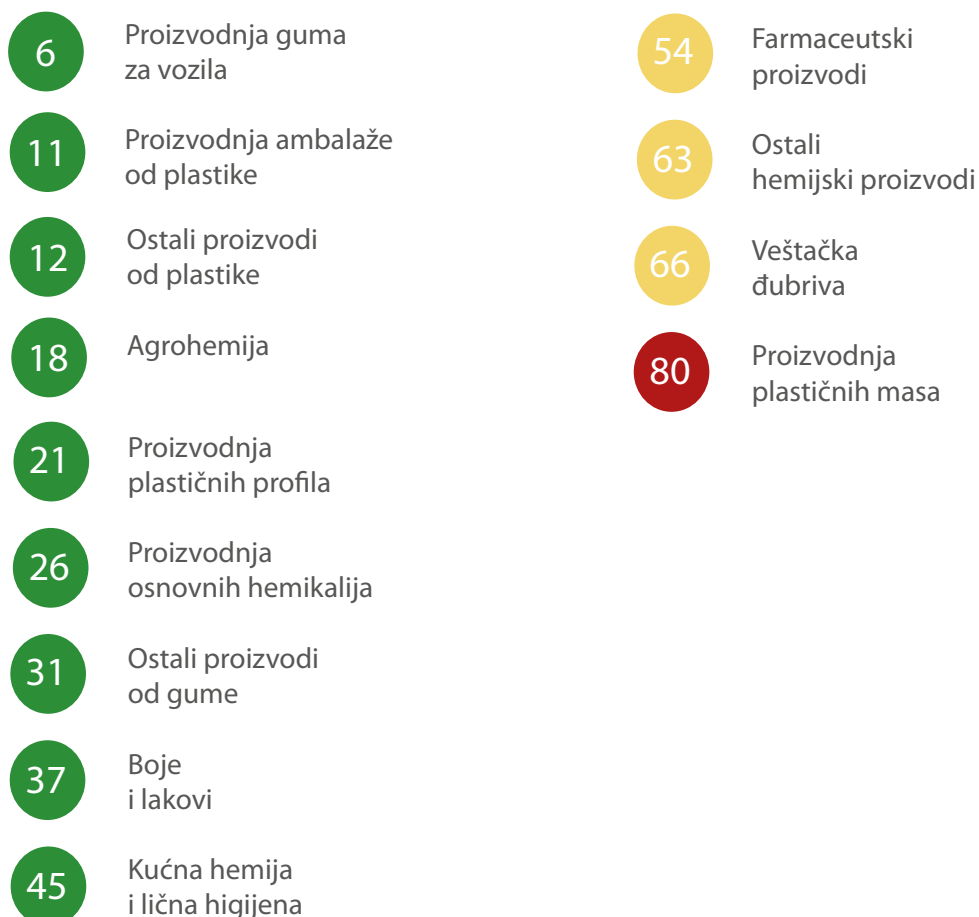 6
Proizvodnja guma
za vozila
11
Proizvodnja ambalaže
od plastike
12
Ostali proizvodi
od plastike
18
Agrohemija
21
Proizvodnja
plastičnih profila
26
Proizvodnja
osnovnih hemikalija
31
Ostali proizvodi
od gume
37
Boje
i lakovi
45
Kućna hemija
i lična higijena
54
Farmaceutski
proizvodi
63
Ostali
hemijski proizvodi
66
Veštačka
đubriva
80
Proizvodnja
plastičnih masa